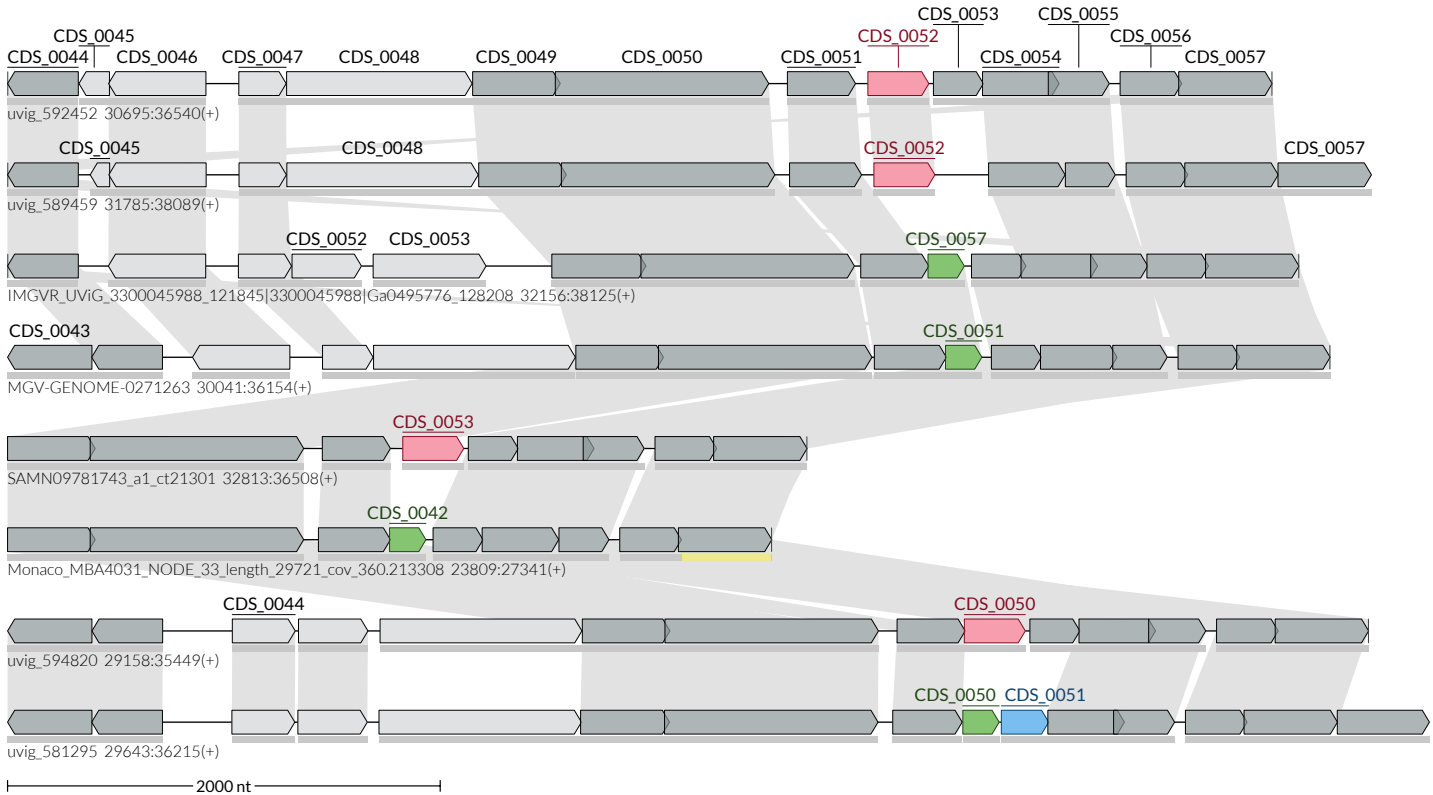 CDS_0053 CDS_0055
CDS_0045 CDS_0052 CDS_0056
CDS_0044 CDS_0046 CDS_0047 CDS_0048 CDS_0049 CDS_0050 CDS_0051 CDS_0054 CDS_0057
uvig_592452 30695:36540(+)
CDS_0045 CDS_0048 CDS_0052 CDS_0057
uvig_589459 31785:38089(+)
CDS_0052 CDS_0053 CDS_0057
IMGVR_UViG_3300045988_121845|3300045988|Ga0495776_128208 32156:38125(+)
CDS_0043 CDS_0051
MGV-GENOME-0271263 30041:36154(+)
CDS_0053
SAMN09781743_a1_ct21301 32813:36508(+)
CDS_0042
Monaco_MBA4031_NODE_33_length_29721_cov_360.213308 23809:27341(+)
CDS_0044 CDS_0050
uvig_594820 29158:35449(+)
CDS_0050 CDS_0051
uvig_581295 29643:36215(+)
2000 nt